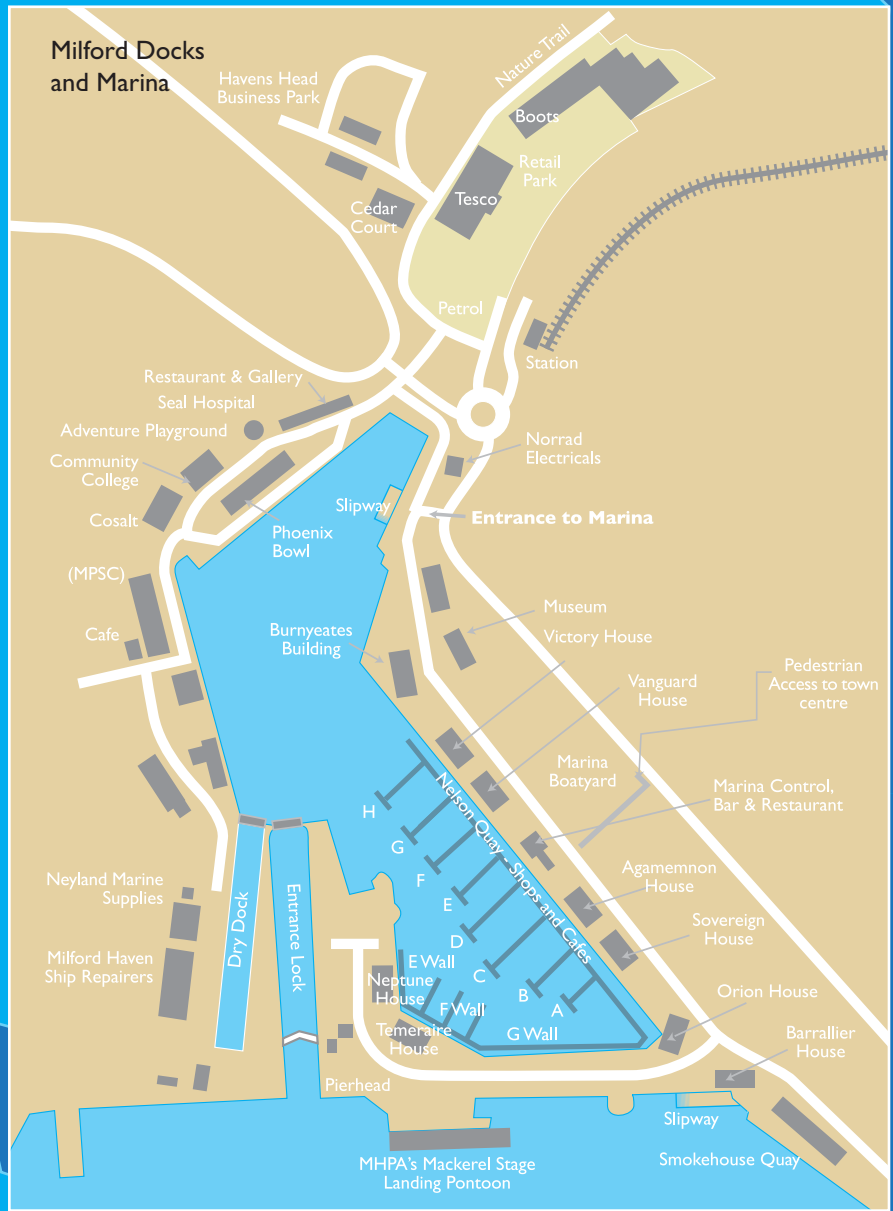 Milford Docks
and Marina
Havens Head
Business Park
Nature Trail
Boots
Retail
Park
Tesco
Cedar
Court
Petrol
Station
Restaurant & Gallery
Seal Hospital
Adventure Playground
Community
College
Cosalt
Norrad
Electricals
Slipway
Entrance to Marina
Phoenix
Bowl
(MPSC)
Cafe
Museum
Victory House
Burnyeates
Building
Pedestrian
Access to town
centre
Vanguard
House
Marina
Boatyard
Marina Control,
Bar & Restaurant
Nelson Quay - Shops and Cafes
H
G
F
E
D
C
B
A
Agamemnon
House
Neyland Marine
Supplies
Dry Dock
Entrance Lock
Sovereign
House
Milford Haven
Ship Repairers
E Wall
Neptune
House
F Wall
Temeraire
House
G Wall
Orion House
Barrallier
House
Pierhead
Slipway
Smokehouse Quay
MHPA's Mackerel Stage
Landing Pontoon